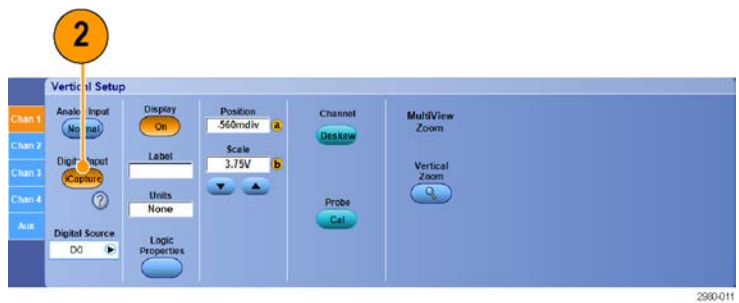 2
Vertical Setup
Chan 1
Chan 2
Chan 3
Chan 4
Aux
Analog Input
Normal
Digital Input
iCapture
?
Digital Source
D0
Display
On
Label
Units
None
Logic
Properties
Position
-560mdiv
a
Scale
3.75V
b
Channel
Deskew
Probe
Cal
MultiView
Zoom
Vertical
Zoom
2980-011